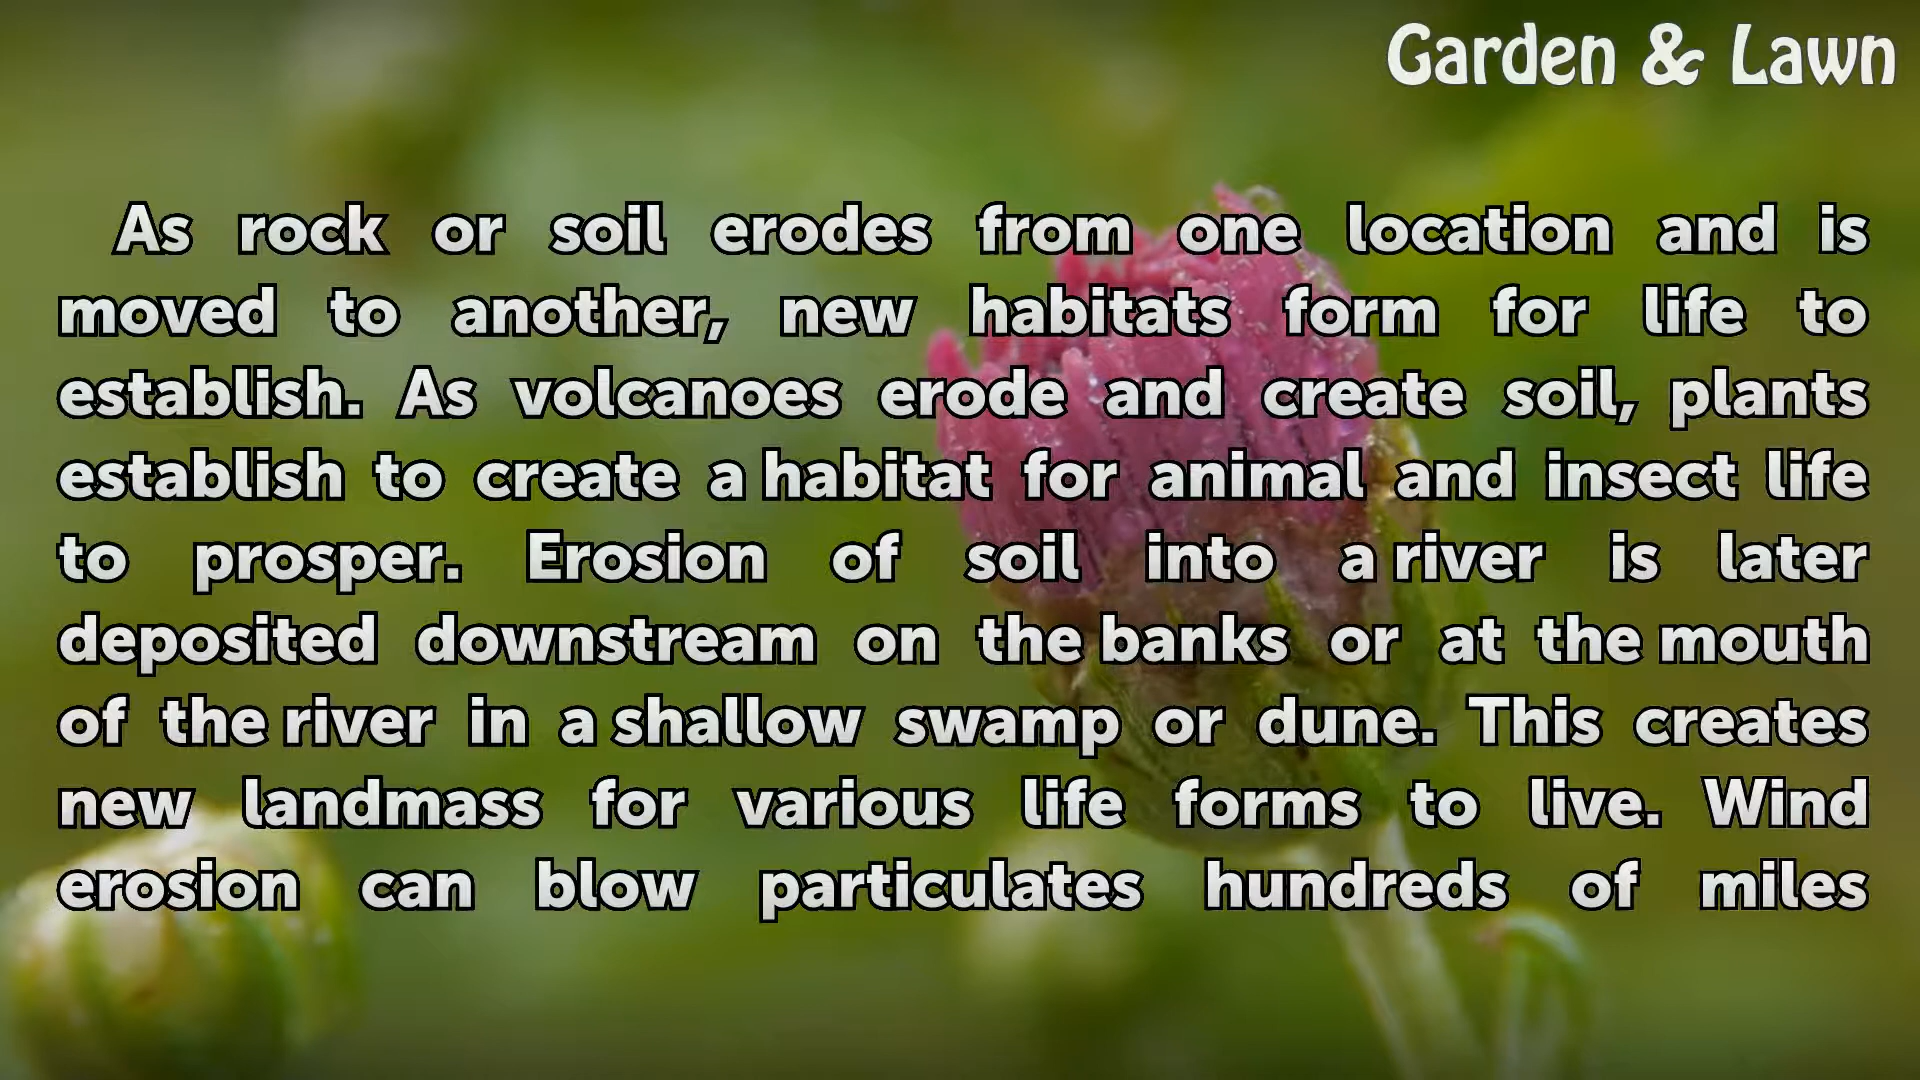 Garden & Lawn
As rock or soil erodes from one location and is
moved to another, new habitats form for life to
establish. As volcanoes erode and create soil, plants
establish to create a habitat for animal and insect life
to prosper. Erosion of soil into a river is later
deposited downstream on the banks or at the mouth
of the river in a shallow swamp or dune. This creates
new landmass for various life forms to live. Wind
erosion can blow particulates hundreds of miles